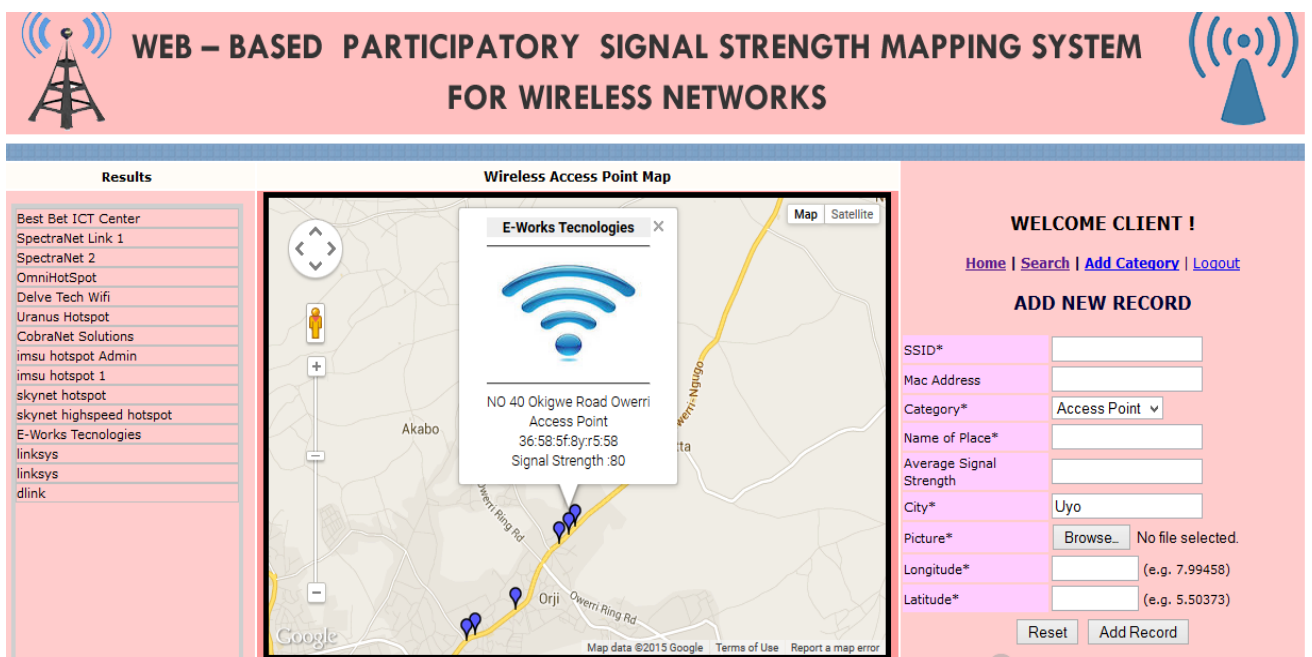 WEB – BASED PARTICIPATORY SIGNAL STRENGTH MAPPING SYSTEM
FOR WIRELESS NETWORKS
Results
Best Bet ICT Center
SpectraNet Link 1
SpectraNet 2
OmniHotSpot
Delve Tech Wifi
Uranus Hotspot
CobraNet Solutions
imsu hotspot Admin
imsu hotspot 1
skynet hotspot
skynet highspeed hotspot
E-Works Tecnologies
linksys
linksys
dlink
Wireless Access Point Map
Map Satellite
E-Works Tecnologies ×
NO 40 Okigwe Road Owerri
Access Point
36:58:5f:8y:r5:58
Signal Strength :80
Akabo
Owerri Ring Rd
Orji
Owerri Ring Rd
Google
Map data ©2015 Google Terms of Use Report a map error
WELCOME CLIENT !
Home | Search | Add Category | Logout
ADD NEW RECORD
SSID*
Mac Address
Category* Access Point
Name of Place*
Average Signal
Strength
City* Uyo
Picture* Browse_ No file selected.
Longitude* (e.g. 7.99458)
Latitude* (e.g. 5.50373)
Reset Add Record